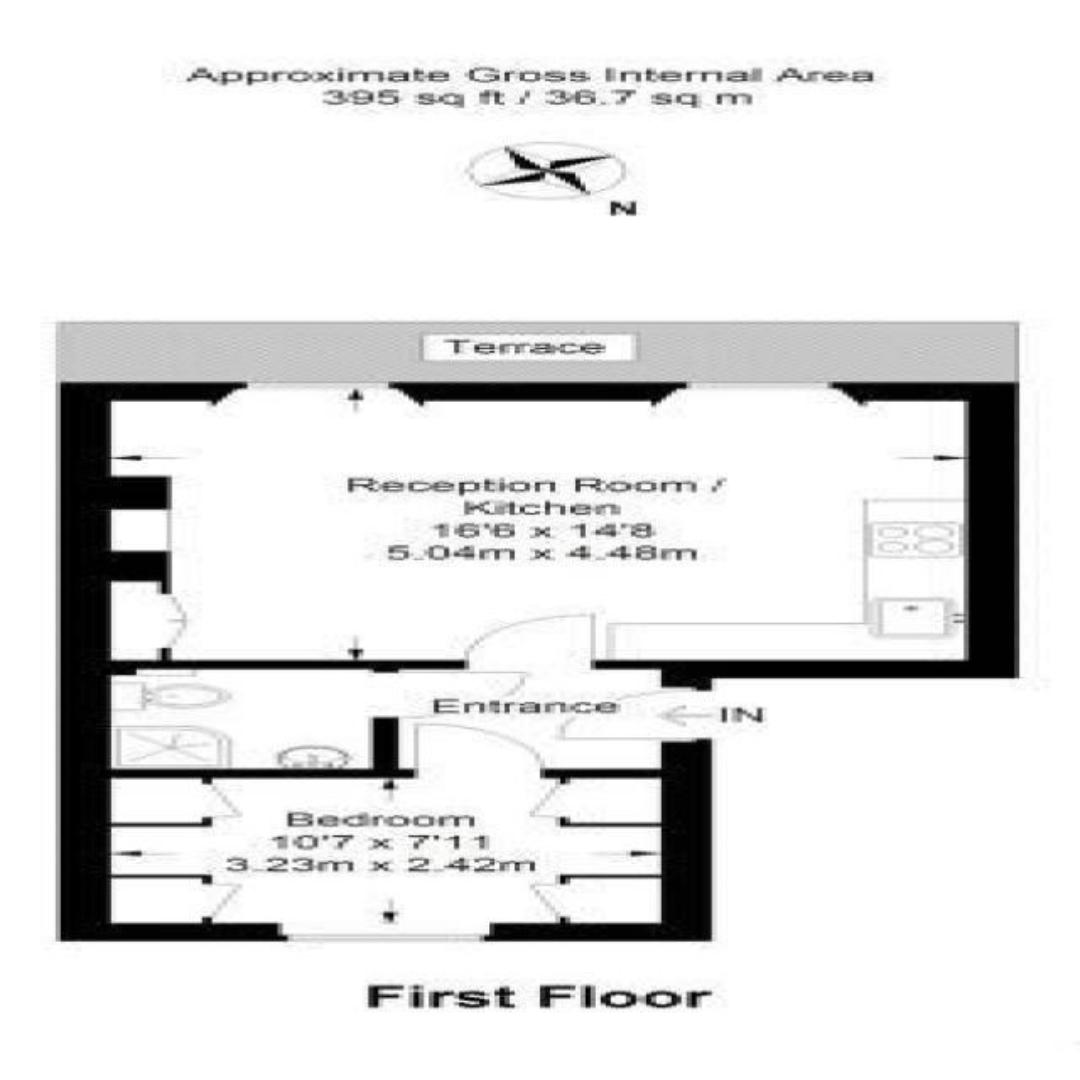 Approximate Gross Internal Area
395 sq ft / 36.7 sq m
N
Terrace
Reception Room /
Kitchen
16'6 x 14'8
5.04m x 4.48m
Entrance
IN
Bedroom
10'7 x 7'11
3.23m x 2.42m
First Floor